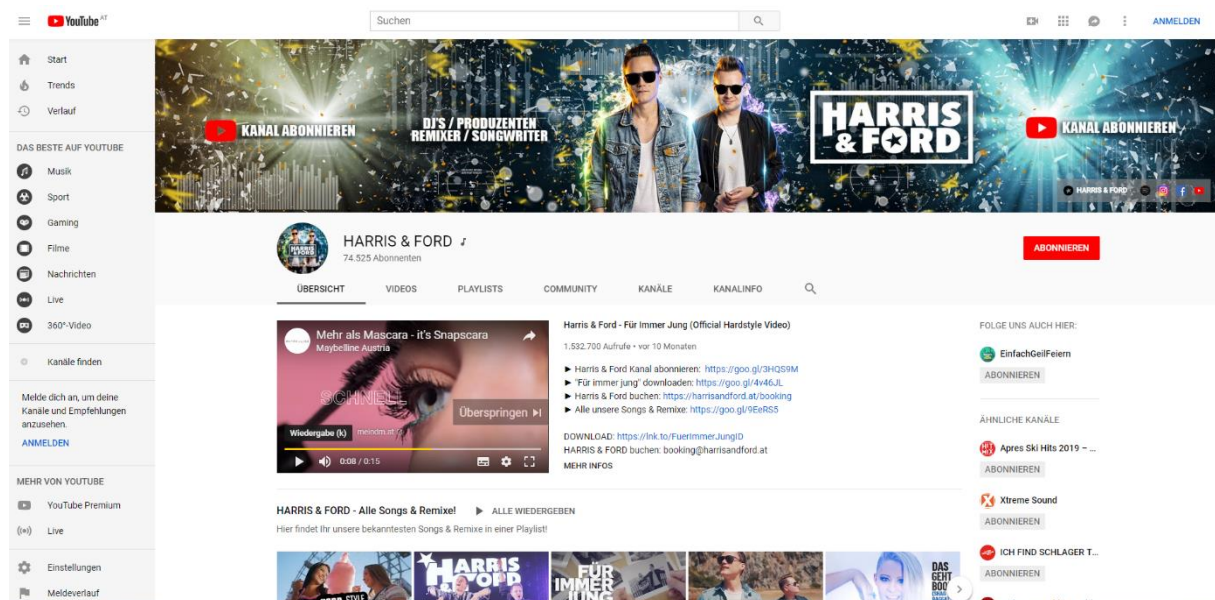 YouTube AT
Suchen
ANMELDEN
Start
Trends
Verlauf
DAS BESTE AUF YOUTUBE
Musik
Sport
Gaming
Filme
Nachrichten
Live
360°-Video
Kanäle finden
Melde dich an, um deine
Kanäle und Empfehlungen
anzusehen.
ANMELDEN
MEHR VON YOUTUBE
YouTube Premium
Live
Einstellungen
Meldeverlauf
KANAL ABONNIEREN
DJ'S / PRODUZENTEN
REMIXER / SONGWRITER
HARRIS
& FORD
KANAL ABONNIEREN
HARRIS & FORD
HARRIS & FORD
74.525 Abonnenten
ABONNIEREN
ÜBERSICHT VIDEOS PLAYLISTS COMMUNITY KANÄLE KANALINFO
Mehr als Mascara - it's Snapscara
Maybelline Austria
SCHNELL
Überspringen
Wiedergabe (k) meindm.at
0:08 / 0:15
Harris & Ford - Für Immer Jung (Official Hardstyle Video)
1.532.700 Aufrufe • vor 10 Monaten
► Harris & Ford Kanal abonnieren: https://goo.gl/3HQS9M
► "Für immer jung" downloaden: https://goo.gl/4v46JL
► Harris & Ford buchen: https://harrisandford.at/booking
► Alle unsere Songs & Remixe: https://goo.gl/9EeRS5
DOWNLOAD: https://lnk.to/FuerImmerJungID
HARRIS & FORD buchen: booking@harrisandford.at
MEHR INFOS
FOLGE UNS AUCH HIER:
EinfachGeilFeiern
ABONNIEREN
ÄHNLICHE KANÄLE
Apres Ski Hits 2019 – ...
ABONNIEREN
Xtreme Sound
ABONNIEREN
ICH FIND SCHLAGER T...
ABONNIEREN
HARRIS & FORD - Alle Songs & Remixe! ► ALLE WIEDERGEBEN
Hier findet Ihr unsere bekanntesten Songs & Remixe in einer Playlist!
HARRIS
FÜR
IMMER
JUNG
DAS
GEHT